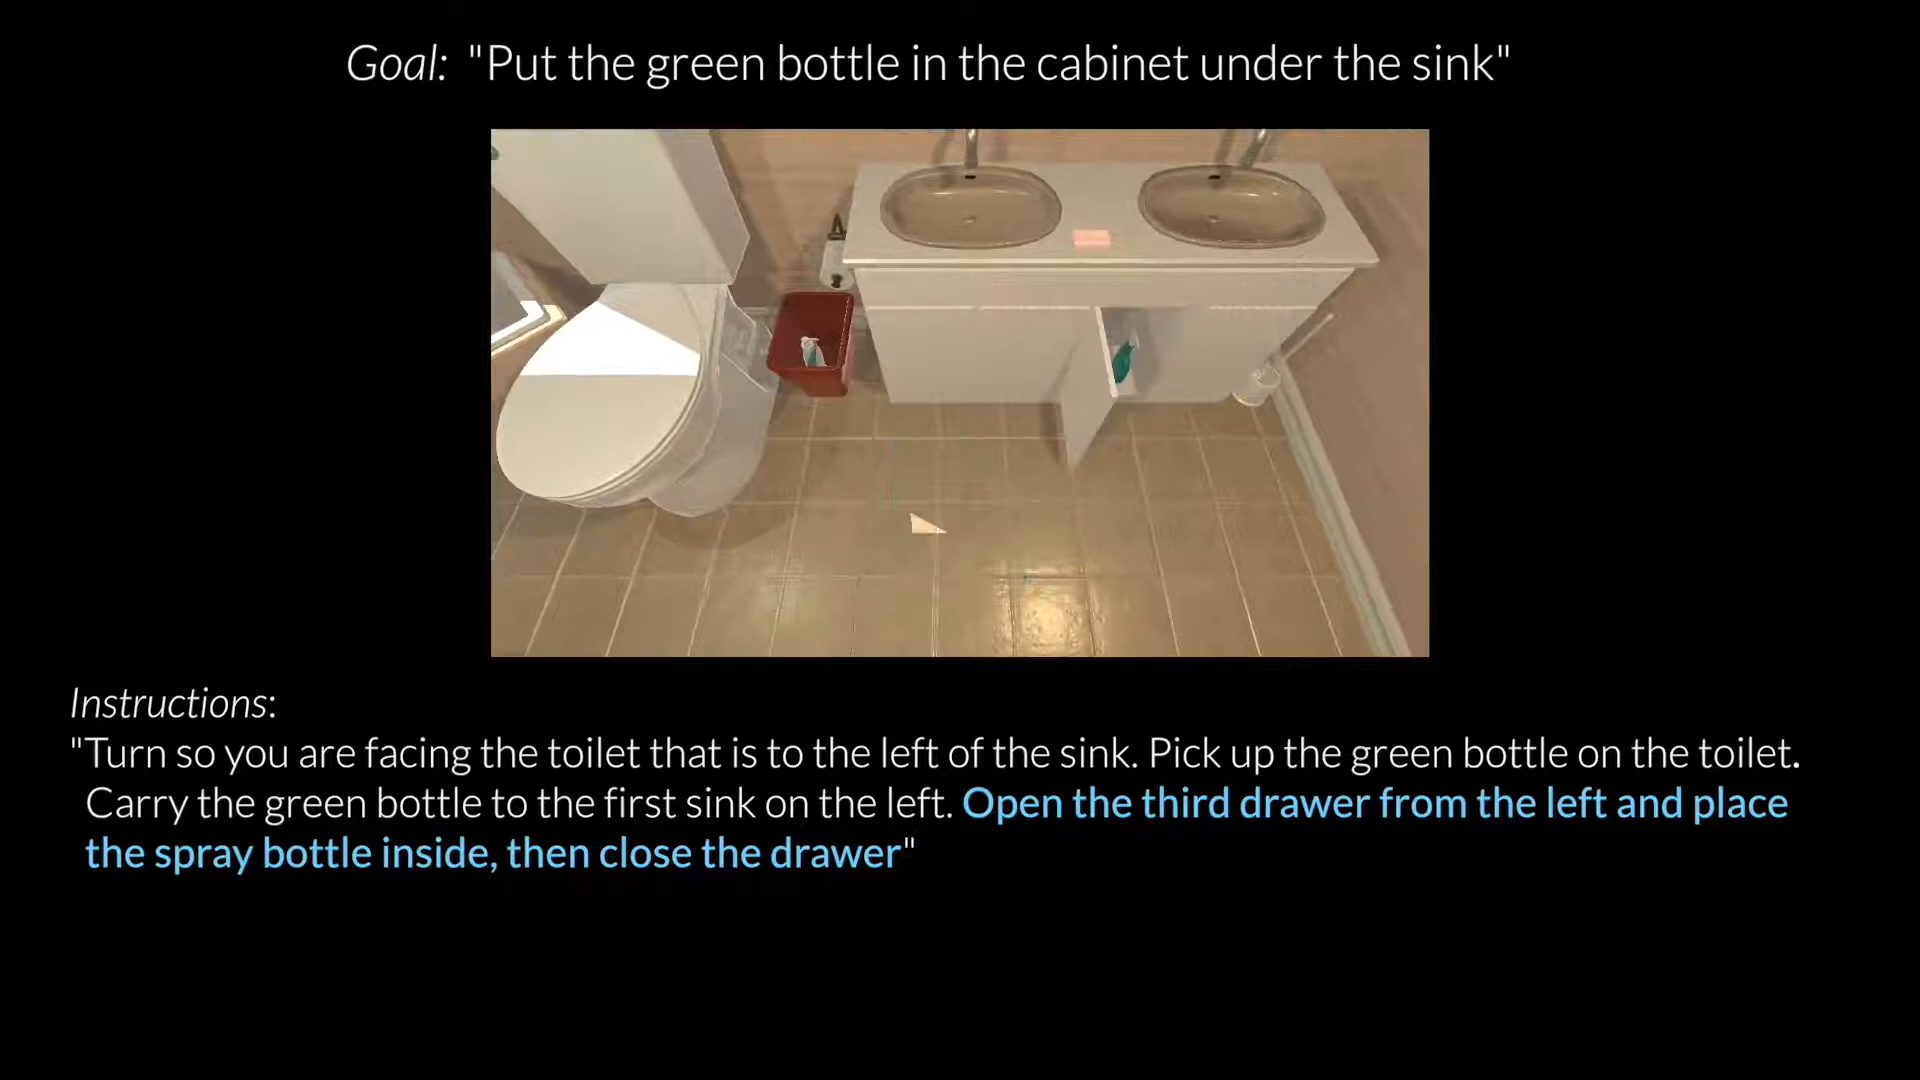 Goal: "Put the green bottle in the cabinet under the sink"
Instructions:
"Turn so you are facing the toilet that is to the left of the sink. Pick up the green bottle on the toilet.
Carry the green bottle to the first sink on the left. Open the third drawer from the left and place
the spray bottle inside, then close the drawer"